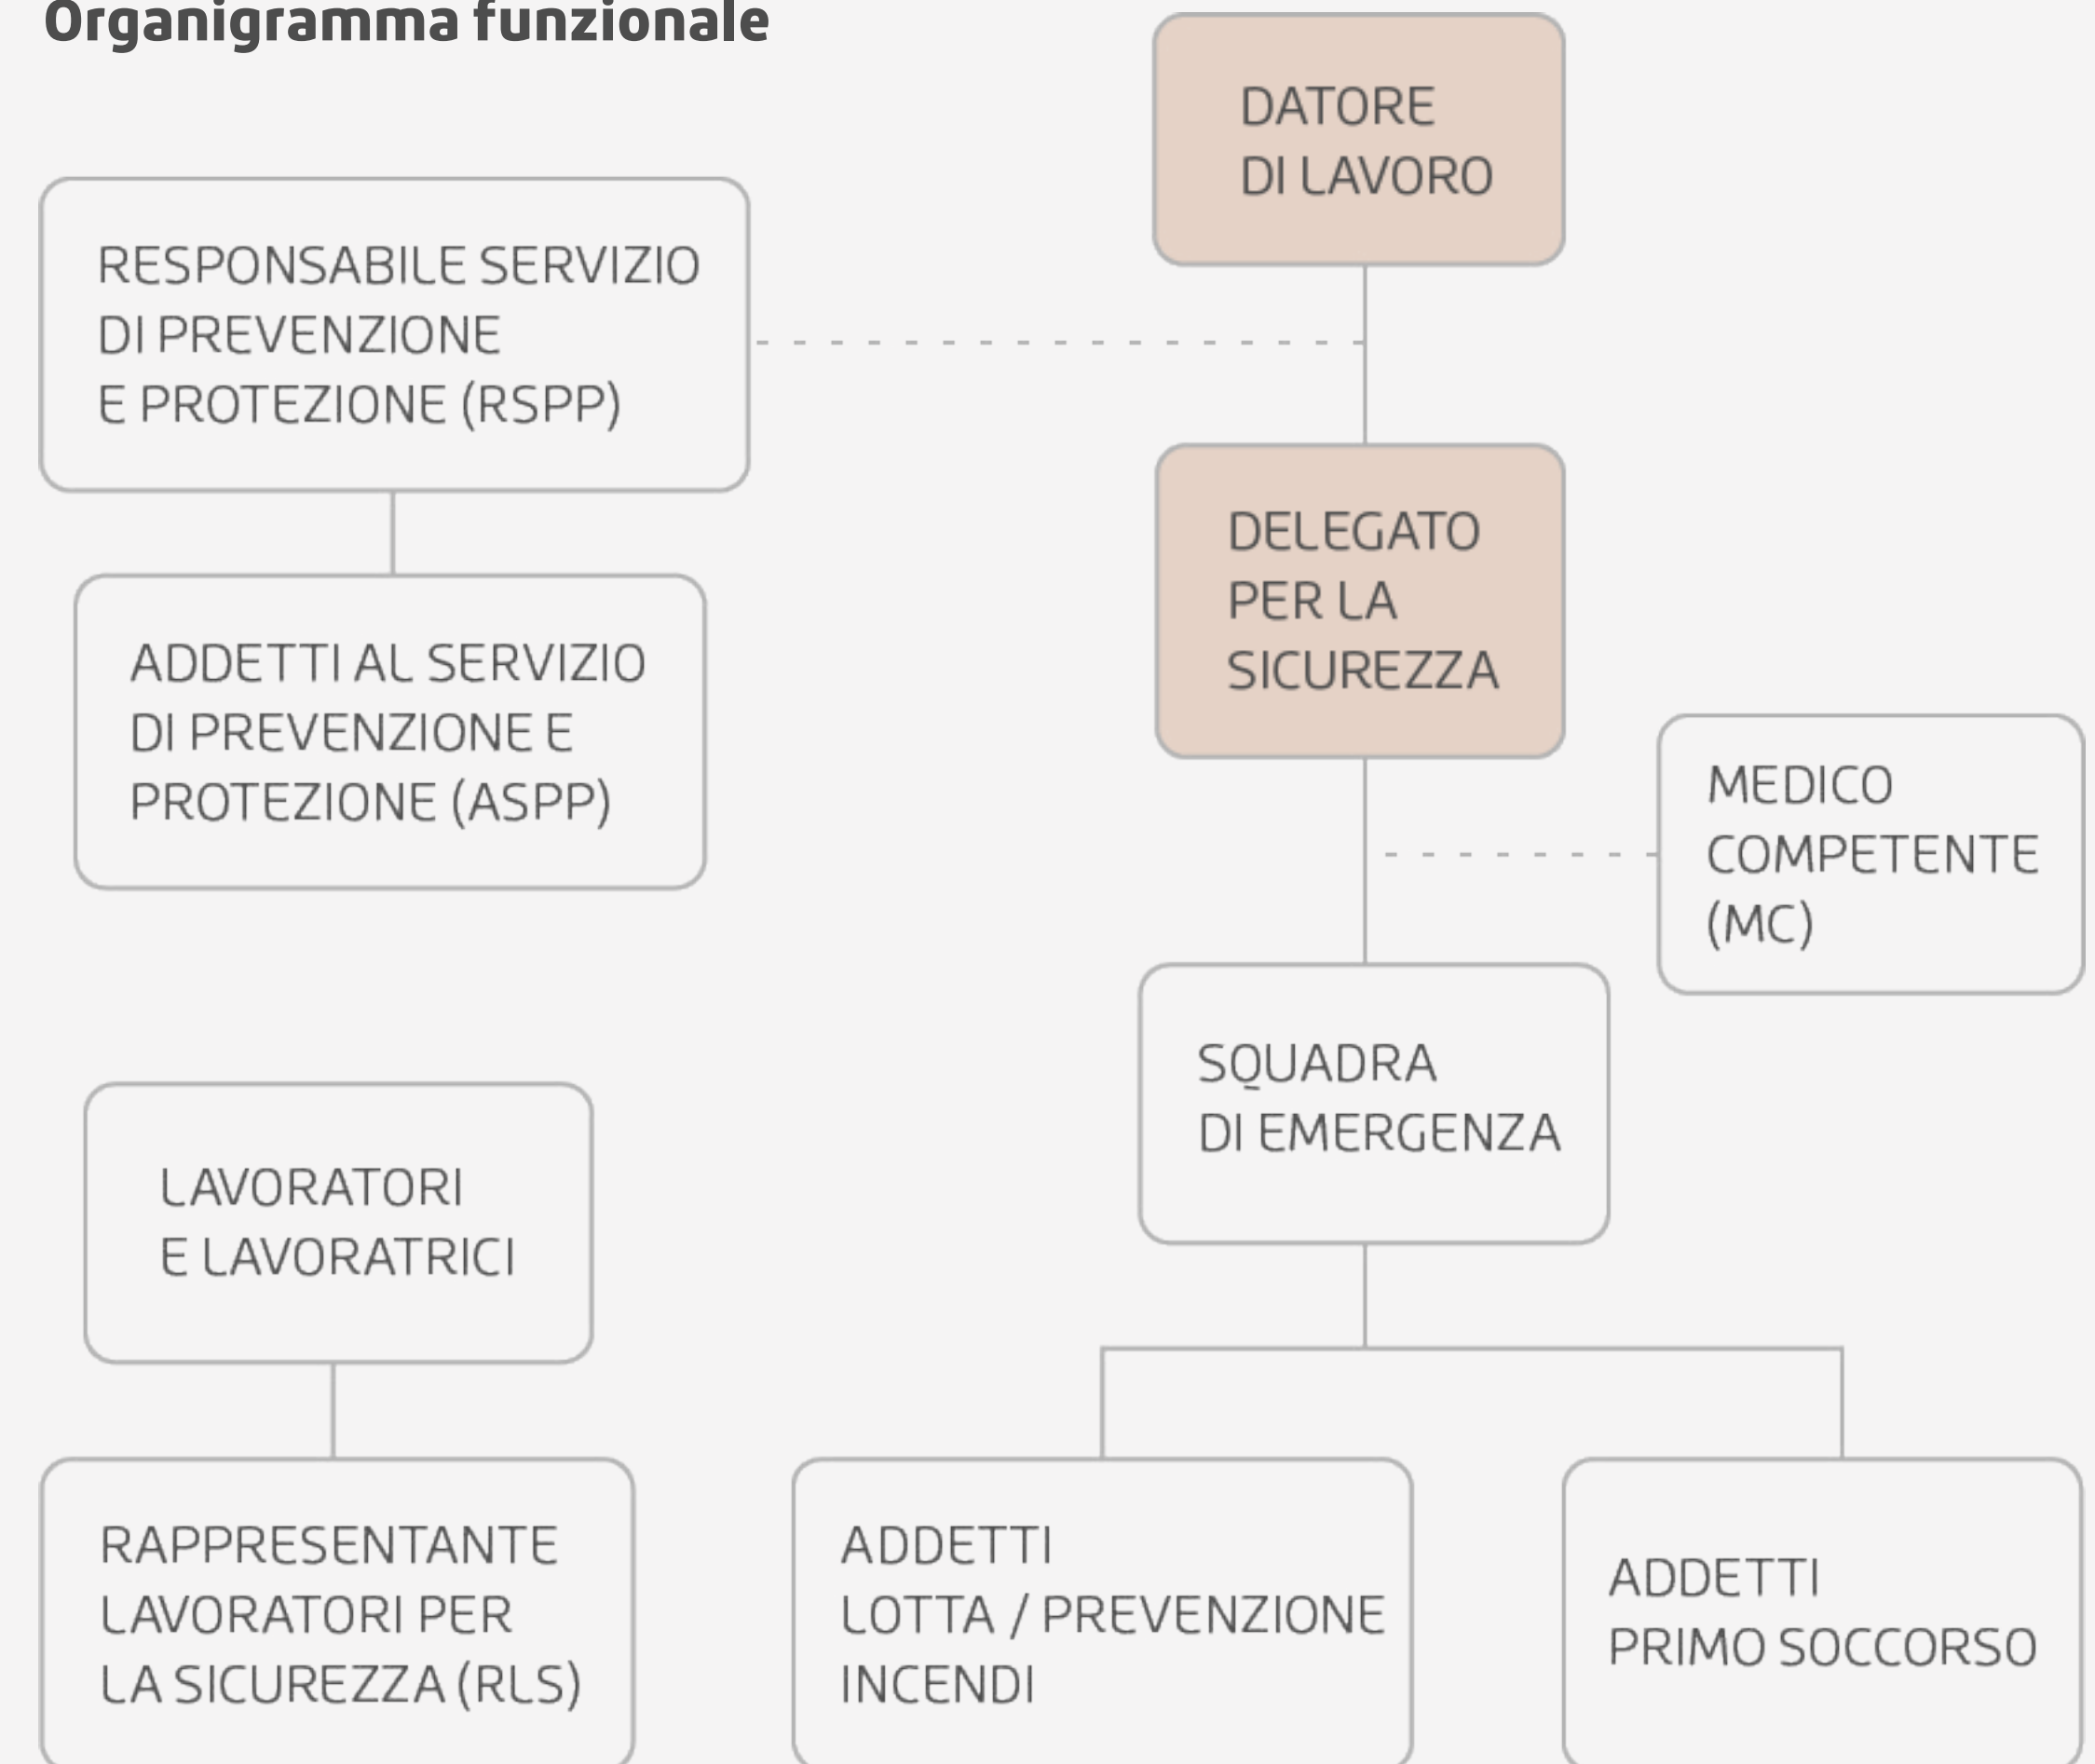 Organigramma funzionale
DATORE
DI LAVORO
RESPONSABILE SERVIZIO
DI PREVENZIONE
E PROTEZIONE (RSPP)
DELEGATO
PER LA
SICUREZZA
ADDETTI AL SERVIZIO
DI PREVENZIONE E
PROTEZIONE (ASPP)
MEDICO
COMPETENTE
(MC)
SQUADRA
DI EMERGENZA
LAVORATORI
E LAVORATRICI
RAPPRESENTANTE
LAVORATORI PER
LA SICUREZZA (RLS)
ADDETTI
LOTTA / PREVENZIONE
INCENDI
ADDETTI
PRIMO SOCCORSO